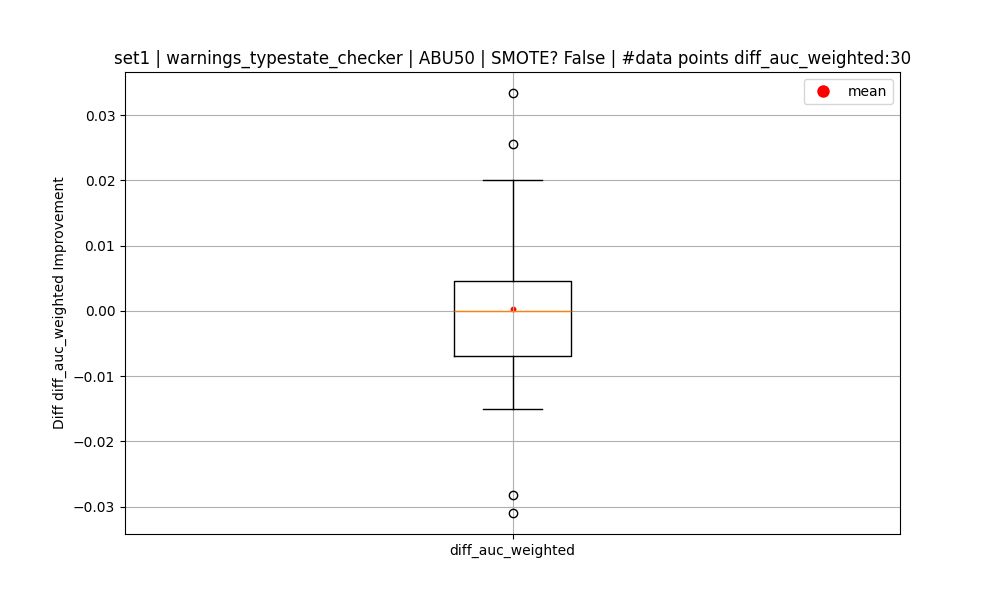 set1 | warnings_typestate_checker | ABU50 | SMOTE? False | #data points diff_auc_weighted:30
mean
0.03
0.02
0.01
0.00
−0.01
−0.02
−0.03
Diff diff_auc_weighted Improvement
diff_auc_weighted